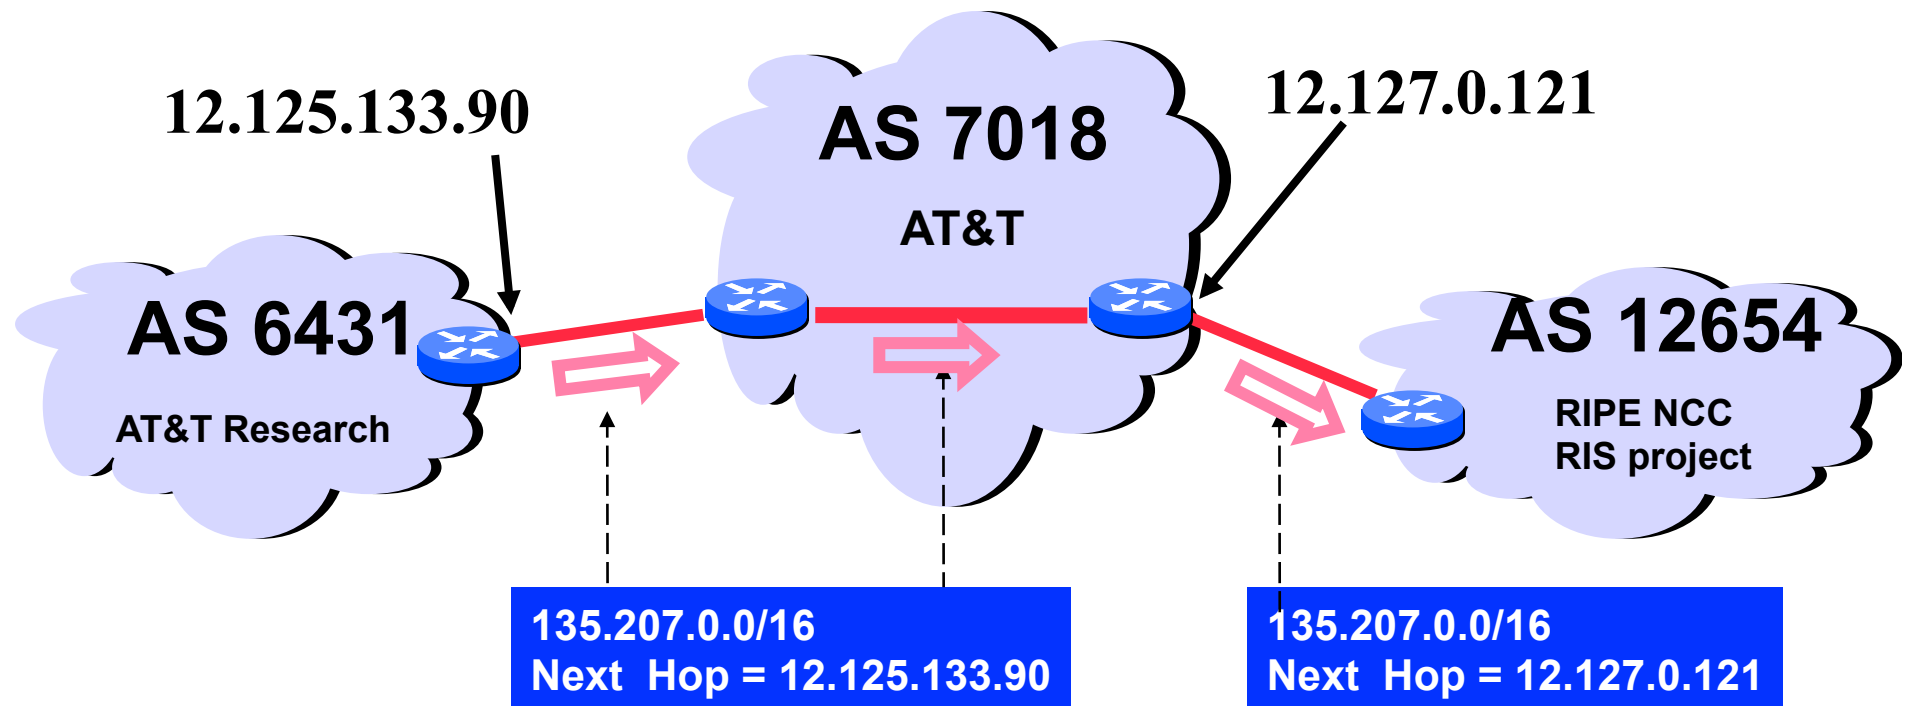 12.125.133.90
AS 7018
AT&T
12.127.0.121
AS 6431
AT&T Research
AS 12654
RIPE NCC
RIS project
135.207.0.0/16
Next Hop = 12.125.133.90
135.207.0.0/16
Next Hop = 12.127.0.121